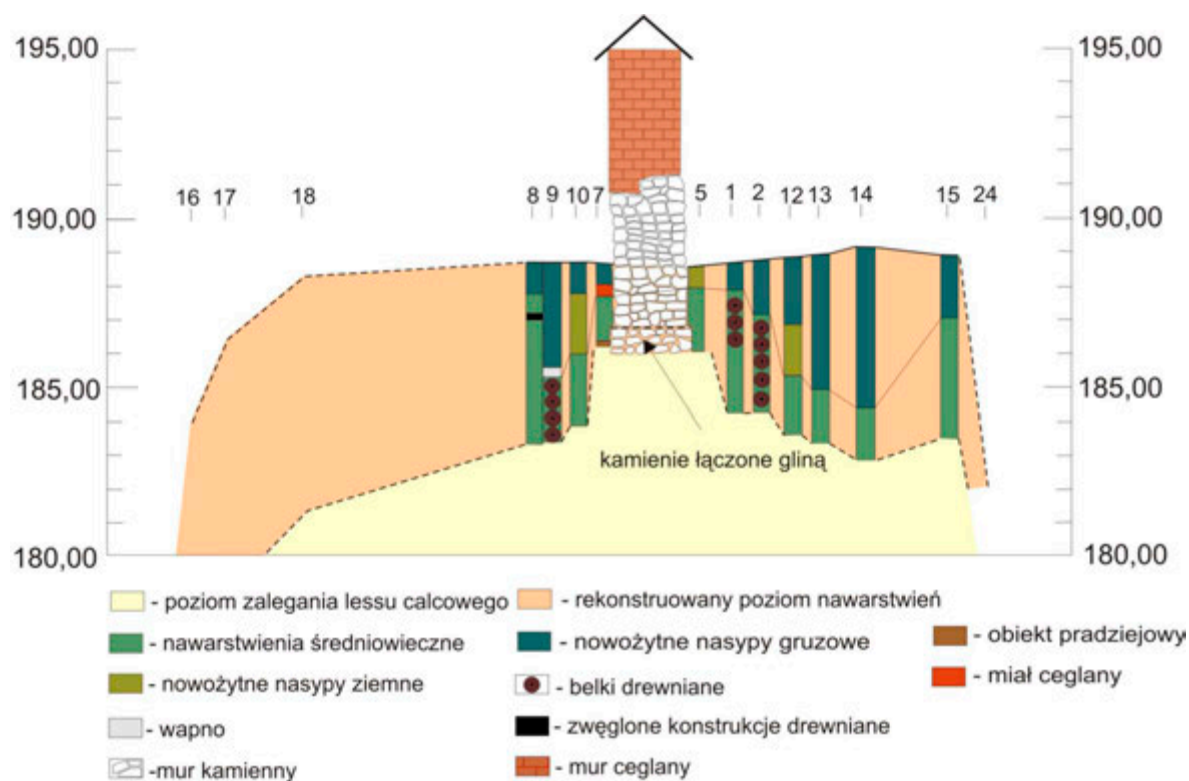 195,00 195,00
16 17 18 8 9 10 7 5 1 2 12 13 14 15 24
190,00 190,00
185,00 185,00
kamienie łączone gliną
180,00 180,00
- poziom zalegania lessu calcowego - rekonstruowany poziom nawarstwień
- nawarstwienia średniowieczne - nowożytne nasypy gruzowe - obiekt pradziejowy
- nowożytne nasypy ziemne - belki drewniane - miał ceglany
- wapno - zwęglone konstrukcje drewniane
-mur kamienny - mur ceglany